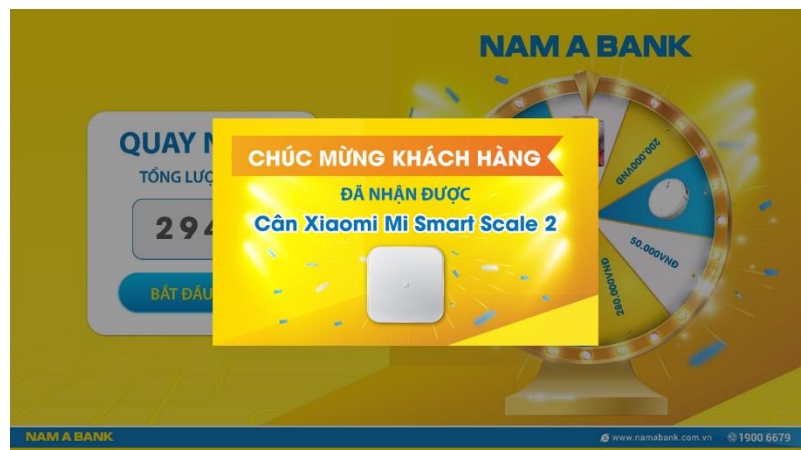 NAM A BANK
QUAY
TỔNG LƯỢ
294
BẮT ĐẦU
CHÚC MỪNG KHÁCH HÀNG
ĐÃ NHẬN ĐƯỢC
Cân Xiaomi Mi Smart Scale 2
200.000VNĐ
50.000VNĐ
280.000VNĐ
NAM A BANK
www.namabank.com.vn
1900 6679